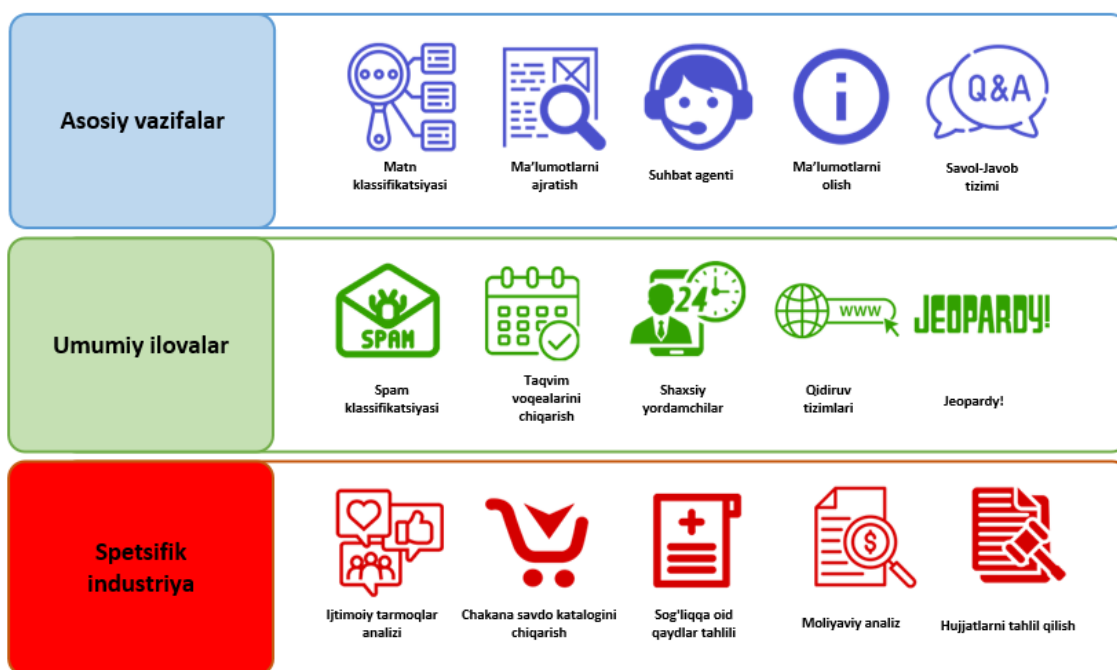 Asosiy vazifalar
Q&A
Matn
klassifikatsiyasi
Ma'lumotlarni
ajratish
Suhbat agenti
Ma'lumotlarni
olish
Savol-Javob
tizimi
Umumiy ilovalar
SPAM
24
www
JEOPARDY!
Spam
klassifikatsiyasi
Taqvim
voqealarini
chiqarish
Shaxsiy
yordamchilar
Qidiruv
tizimlari
Jeopardy!
Spetsifik
industriya
Ijtimoiy tarmoqlar
analizi
Chakana savdo katalogini
chiqarish
Sog'liqqa oid
qaydlar tahlili
Moliyaviy analiz
Hujjatlarni tahlil qilish